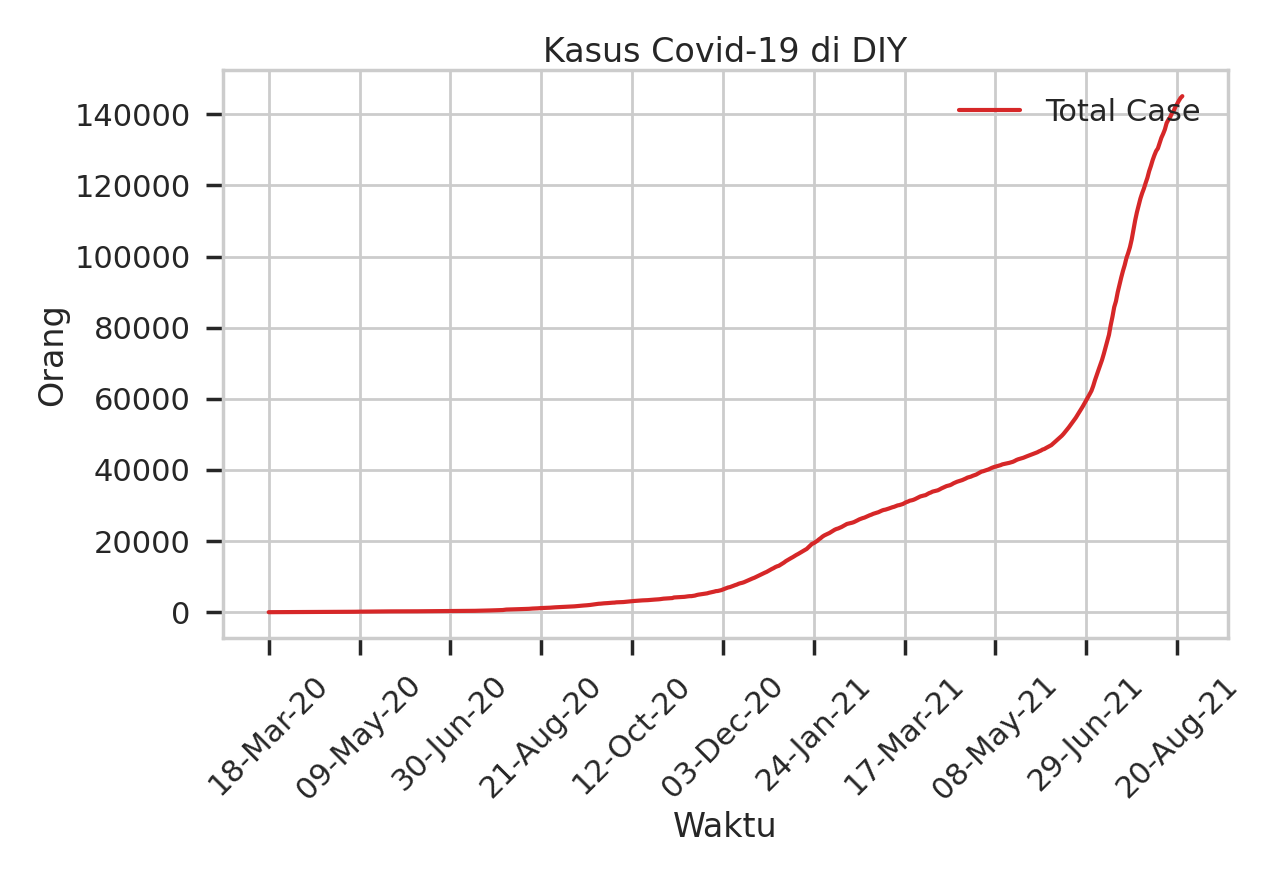 Kasus Covid-19 di DIY
Total Case
140000
120000
100000
80000
60000
40000
20000
0
Orang
18-Mar-20
09-May-20
30-Jun-20
21-Aug-20
12-Oct-20
03-Dec-20
24-Jan-21
17-Mar-21
08-May-21
29-Jun-21
20-Aug-21
Waktu